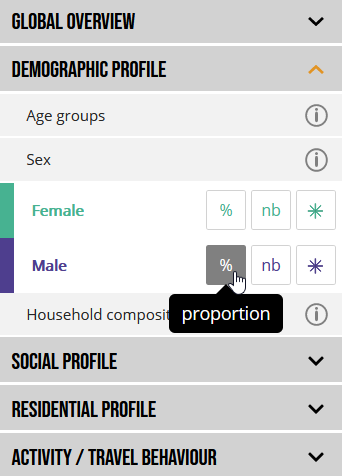 GLOBAL OVERVIEW
DEMOGRAPHIC PROFILE
Age groups
Sex
Female % nb
Male % nb
proportion
Household
SOCIAL PROFILE
RESIDENTIAL PROFILE
ACTIVITY / TRAVEL BEHAVIOUR